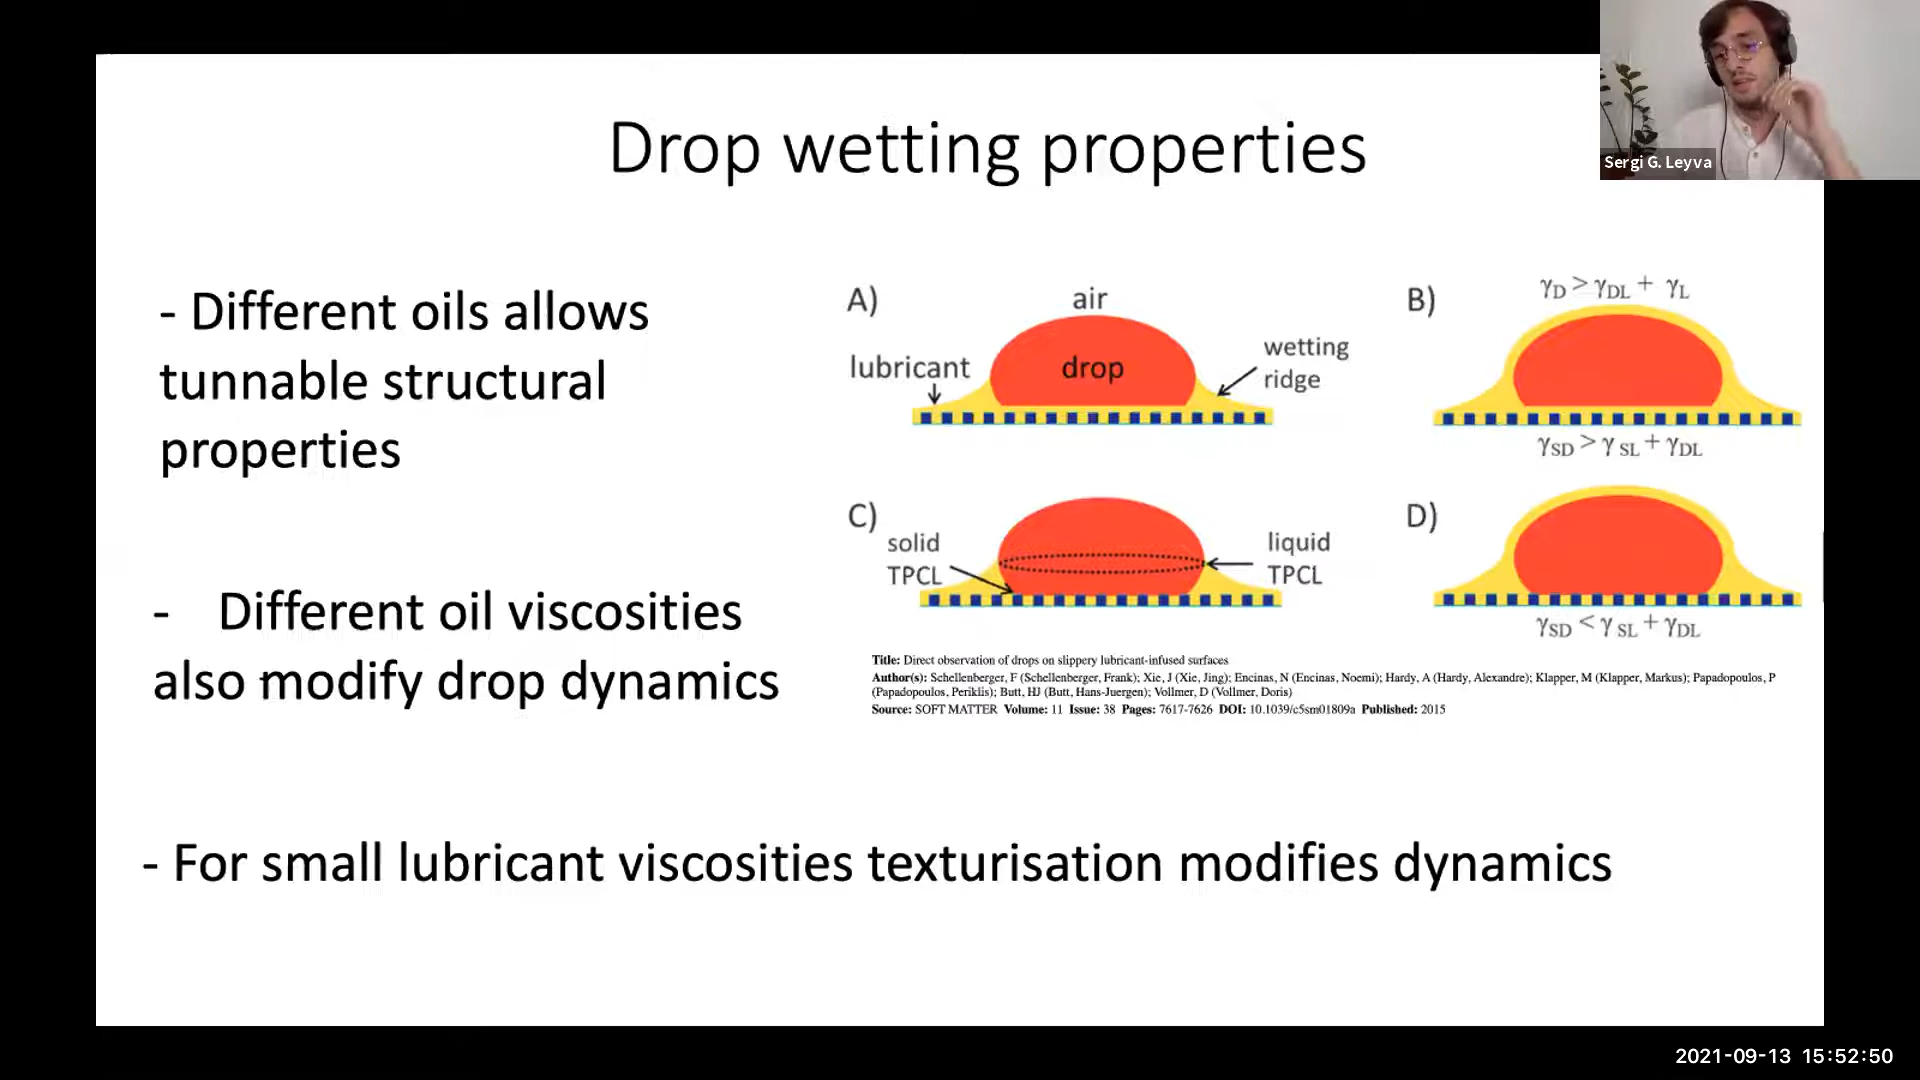 Sergi G. Leyva
Drop wetting properties
- Different oils allows
tunnable structural
properties
- Different oil viscosities
also modify drop dynamics
- For small lubricant viscosities texturisation modifies dynamics
A)
air
lubricant
drop
wetting
ridge
B)
γD > γDL + γL
γSD > γ SL + γDL
C)
solid
TPCL
liquid
TPCL
D)
γSD < γ SL + γDL
Title: Direct observation of drops on slippery lubricant-infused surfaces
Author(s): Schellenberger, F (Schellenberger, Frank); Xie, J (Xie, Jing); Encinas, N (Encinas, Noemi); Hardy, A (Hardy, Alexandre); Klapper, M (Klapper, Markus); Papadopoulos, P
(Papadopoulos, Periklis); Butt, HJ (Butt, Hans-Juergen); Vollmer, D (Vollmer, Doris)
Source: SOFT MATTER Volume: 11 Issue: 38 Pages: 7617-7626 DOI: 10.1039/c5sm01809a Published: 2015
2021-09-13 15:52:50